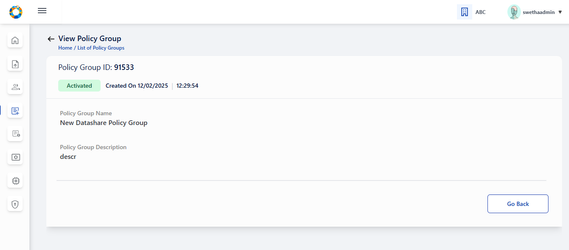 ABC
swethaadmin
View Policy Group
Home / List of Policy Groups
Policy Group ID: 91533
Activated
Created On 12/02/2025 | 12:29:54
Policy Group Name
New Datashare Policy Group
Policy Group Description
descr
Go Back